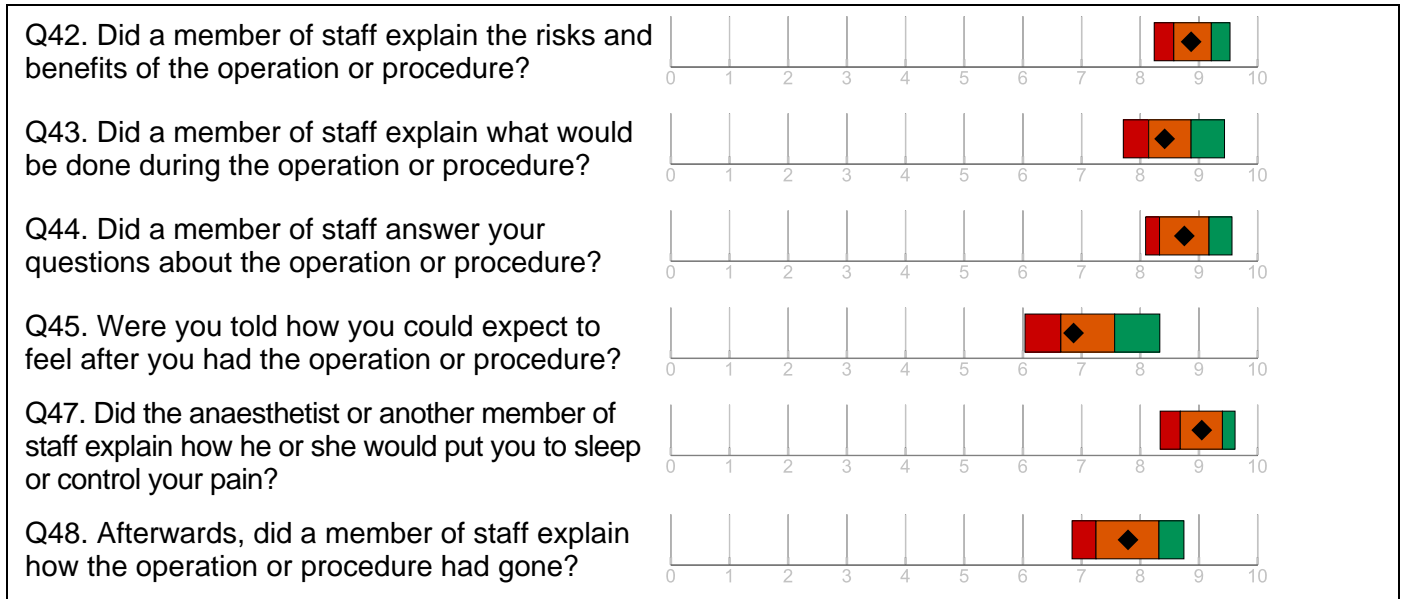 Q42. Did a member of staff explain the risks and
benefits of the operation or procedure?
0 1 2 3 4 5 6 7 8 9 10
Q43. Did a member of staff explain what would
be done during the operation or procedure?
0 1 2 3 4 5 6 7 8 9 10
Q44. Did a member of staff answer your
questions about the operation or procedure?
0 1 2 3 4 5 6 7 8 9 10
Q45. Were you told how you could expect to
feel after you had the operation or procedure?
0 1 2 3 4 5 6 7 8 9 10
Q47. Did the anaesthetist or another member of
staff explain how he or she would put you to sleep
or control your pain?
0 1 2 3 4 5 6 7 8 9 10
Q48. Afterwards, did a member of staff explain
how the operation or procedure had gone?
0 1 2 3 4 5 6 7 8 9 10